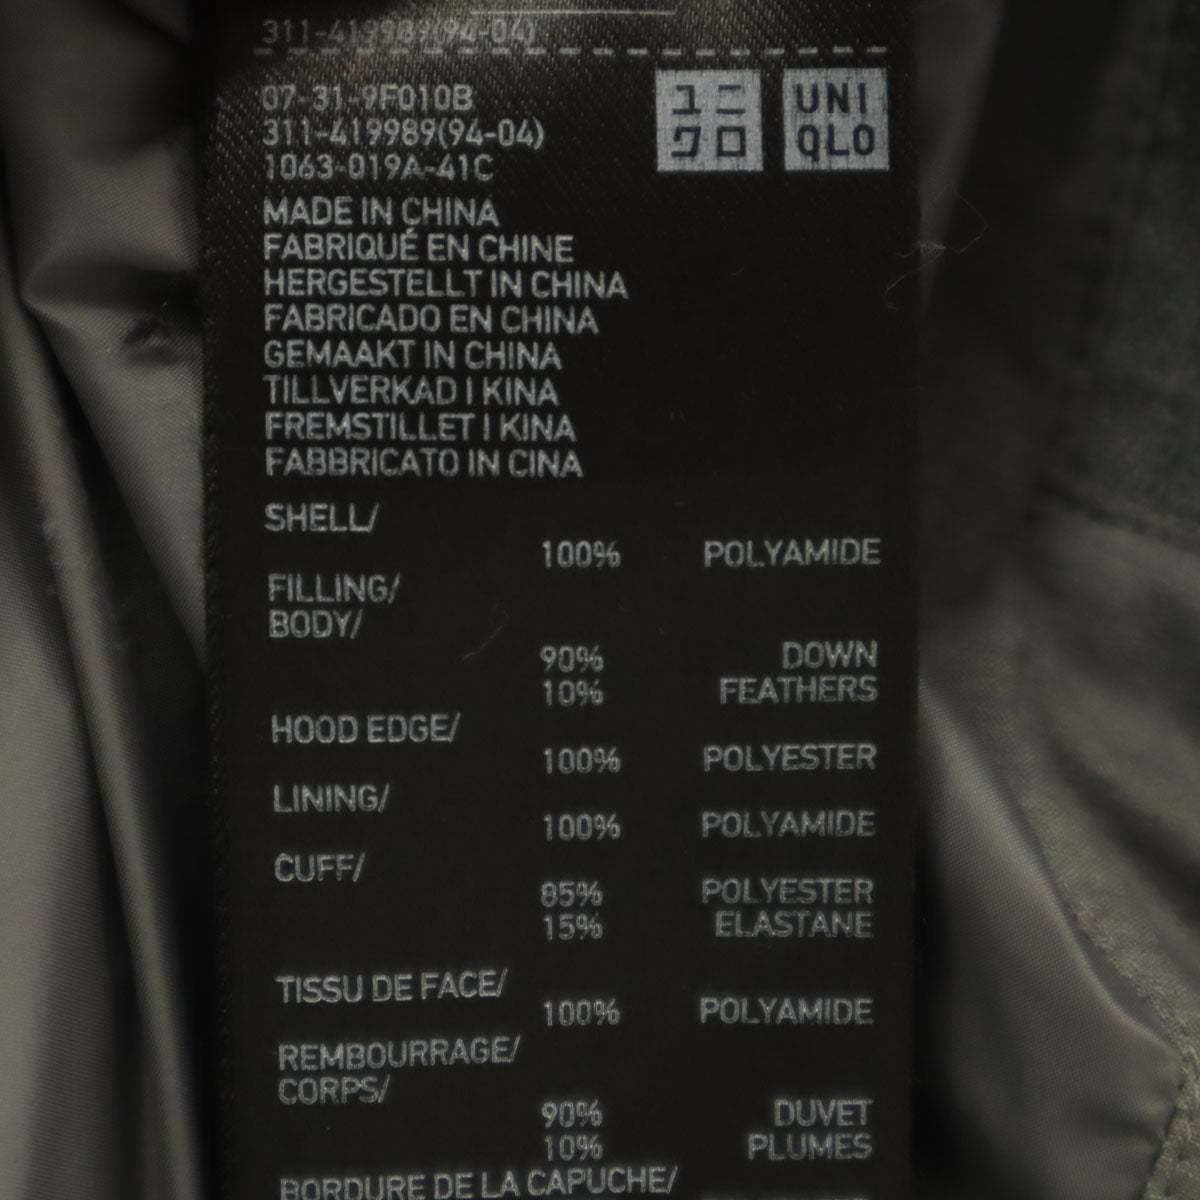 311-419989(94-04)
07-31-9F010B
311-419989(94-04)
1063-019A-41C
ユニ
クロ
UNI
QLO
MADE IN CHINA
FABRIQUÉ EN CHINE
HERGESTELLT IN CHINA
FABRICADO EN CHINA
GEMAAKT IN CHINA
TILLVERKAD I KINA
FREMSTILLET I KINA
FABBRICATO IN CINA
SHELL/
100% POLYAMIDE
FILLING/
BODY/
90% DOWN
10% FEATHERS
HOOD EDGE/
100% POLYESTER
LINING/
100% POLYAMIDE
CUFF/
85% POLYESTER
15% ELASTANE
TISSU DE FACE/
100% POLYAMIDE
REMBOURRAGE/
CORPS/
90% DUVET
10% PLUMES
BORDURE DE LA CAPUCHE/